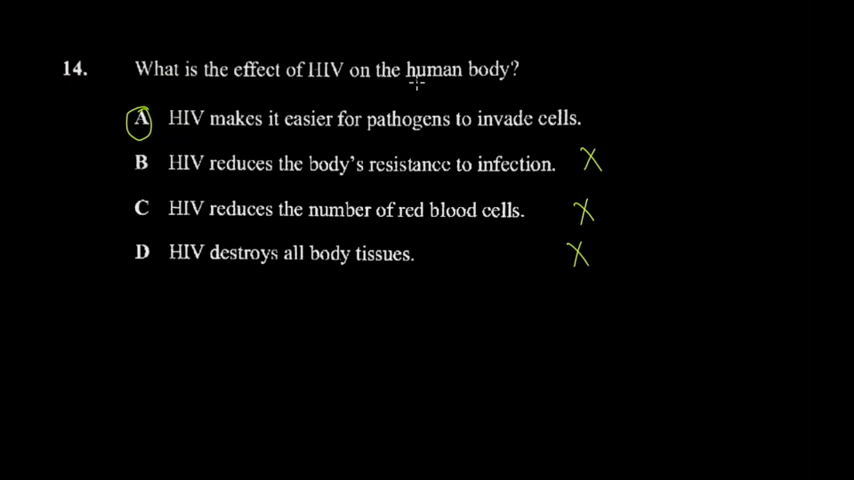 14. What is the effect of HIV on the human body?
A HIV makes it easier for pathogens to invade cells.
B HIV reduces the body's resistance to infection.
C HIV reduces the number of red blood cells.
D HIV destroys all body tissues.